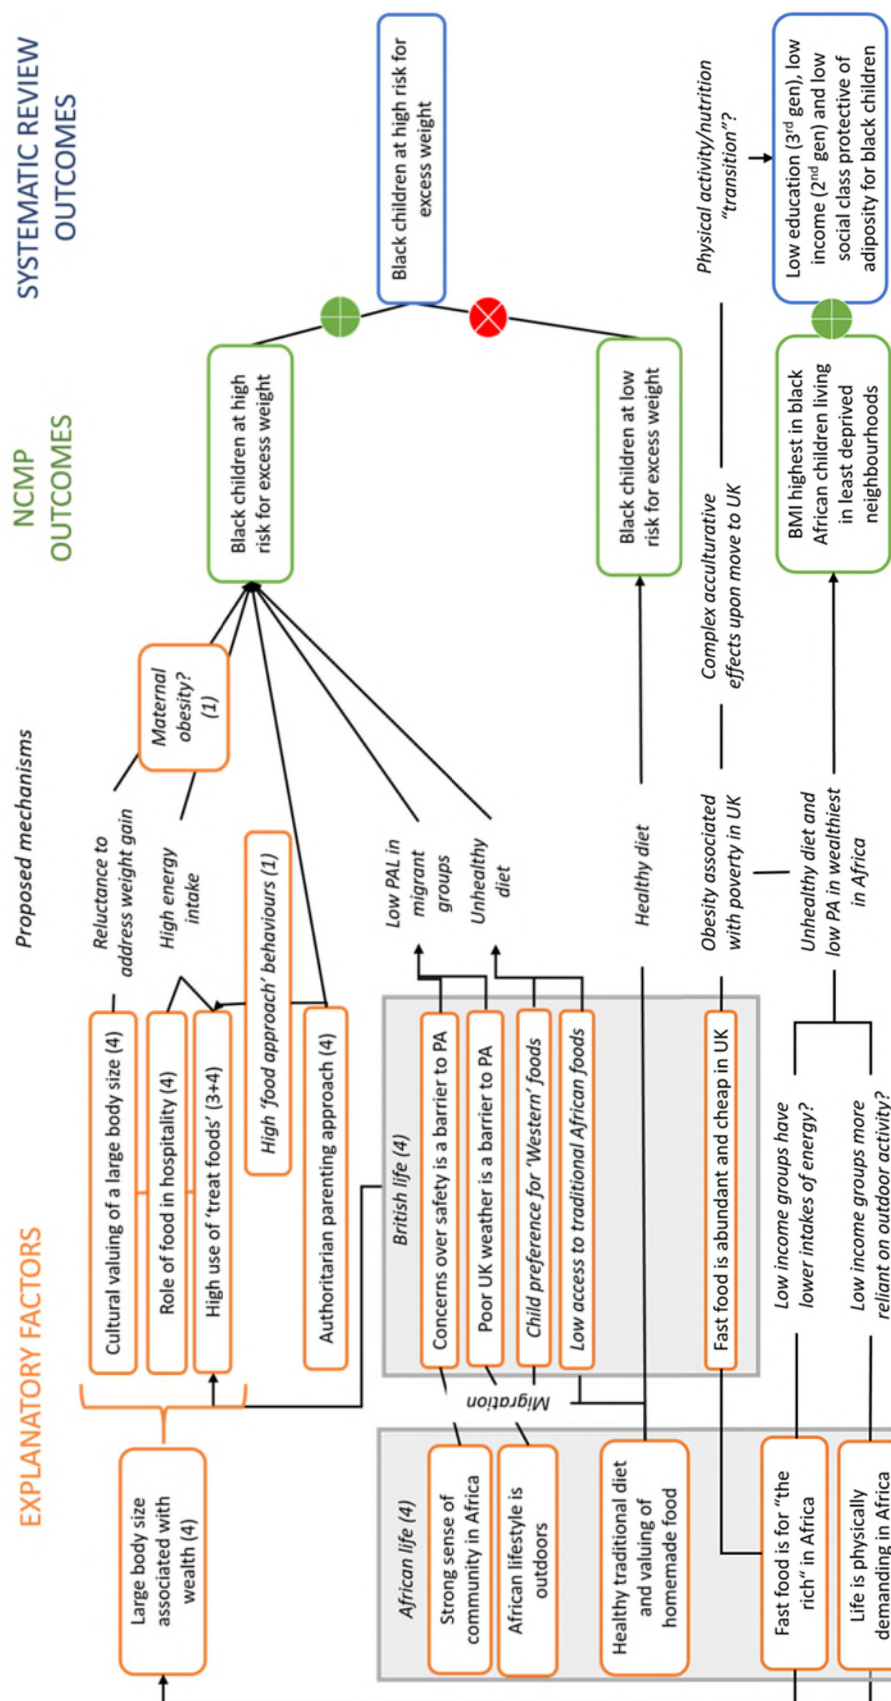 EXPLANATORY FACTORS
Proposed mechanisms
NCMP
OUTCOMES
SYSTEMATIC REVIEW
OUTCOMES
Large body size
associated with
wealth (4)
Cultural valuing of a large body size (4)
Role of food in hospitality (4)
High use of 'treat foods' (3+4)
High 'food approach' behaviours (1)
Authoritarian parenting approach (4)
Reluctance to
address weight gain
High energy
intake
Maternal
obesity?
(1)
Black children at high
risk for excess weight
Black children at high risk for
excess weight
African life (4)
Strong sense of
community in Africa
African lifestyle is
outdoors
Healthy traditional diet
and valuing of
homemade food
Fast food is for "the
rich" in Africa
Life is physically
demanding in Africa
Migration
British life (4)
Concerns over safety is a barrier to PA
Poor UK weather is a barrier to PA
Child preference for 'Western' foods
Low access to traditional African foods
Fast food is abundant and cheap in UK
Low PAL in
migrant
groups
Unhealthy
diet
Healthy diet
Black children at low
risk for excess weight
Obesity associated
with poverty in UK
Complex acculturative
effects upon move to UK
Physical activity/nutrition
"transition"?
Low income groups have
lower intakes of energy?
Low income groups more
reliant on outdoor activity?
Unhealthy diet and
low PA in wealthiest
in Africa
BMI highest in black
African children living
in least deprived
neighbourhoods
Low education (3rd gen), low
income (2nd gen) and low
social class protective of
adiposity for black children